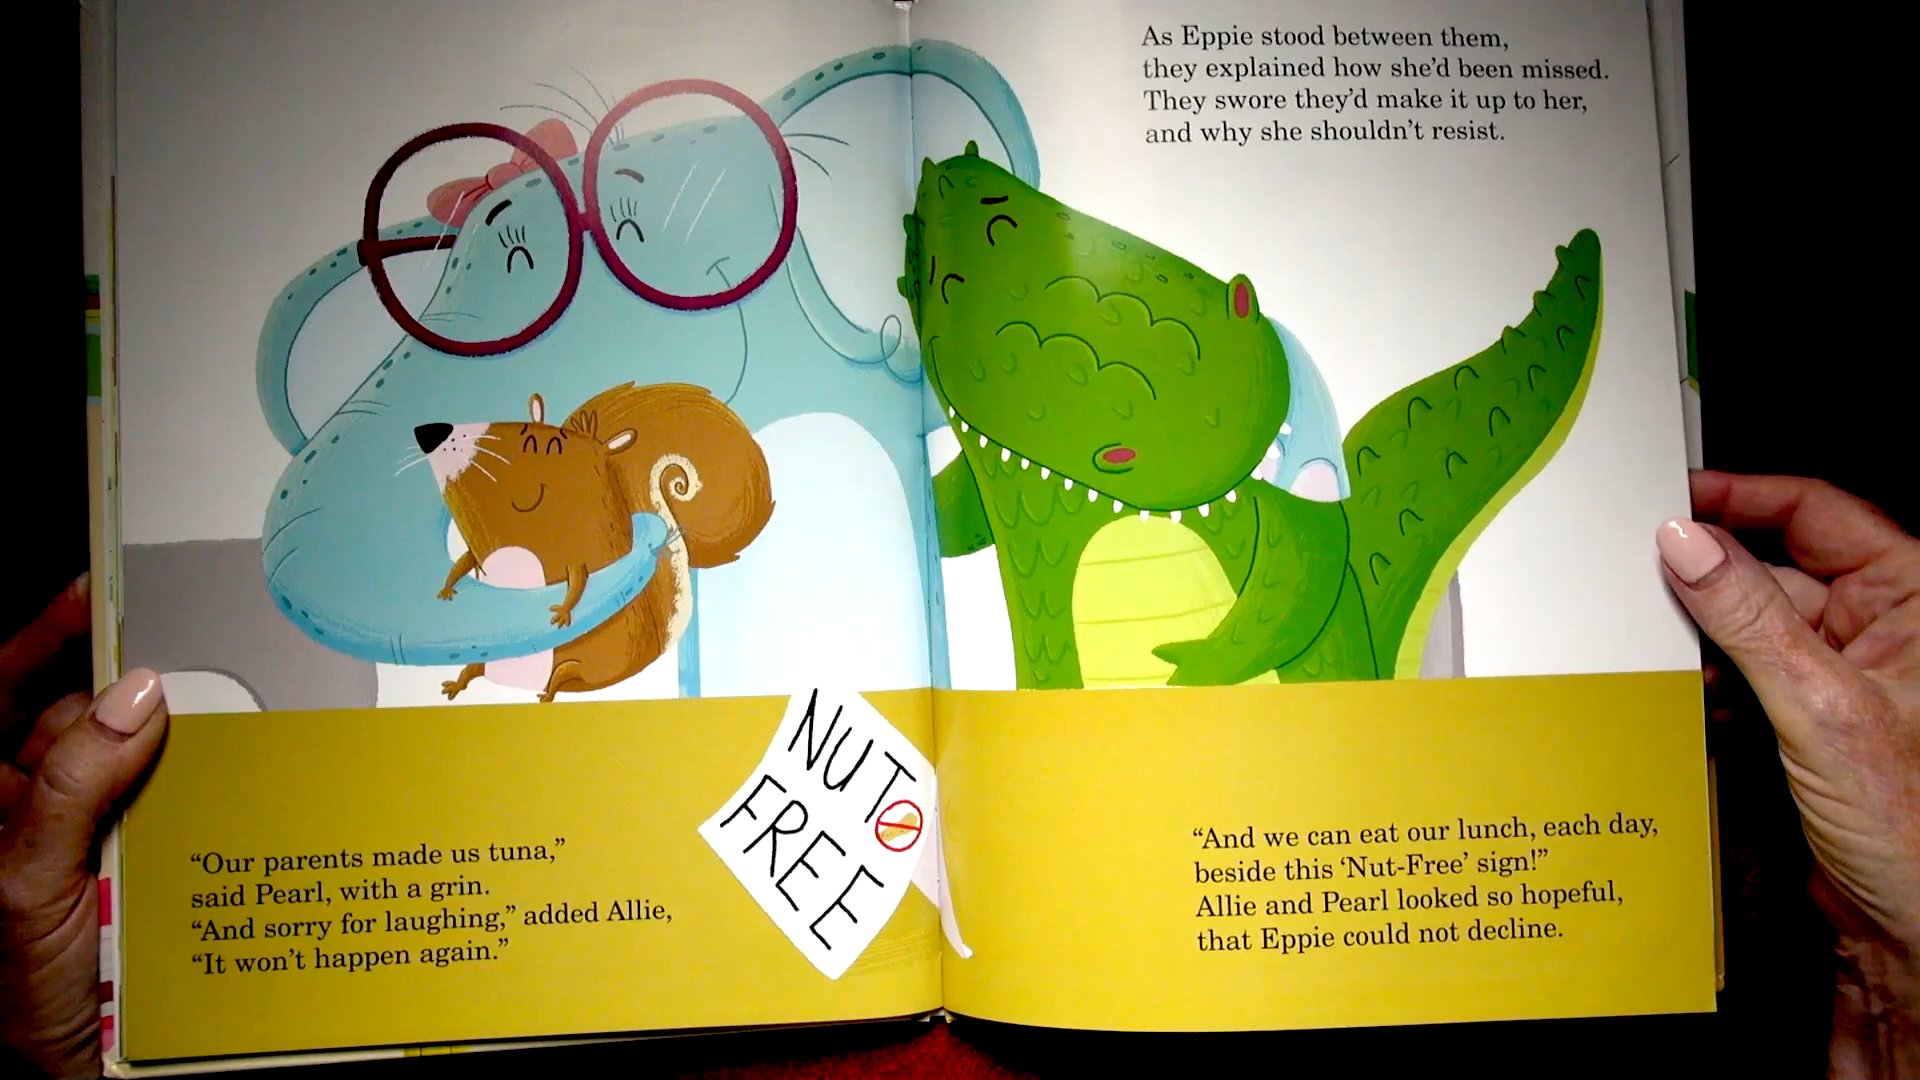 As Eppie stood between them,
they explained how she’d been missed.
They swore they’d make it up to her,
and why she shouldn’t resist.
NUT
FREE
“Our parents made us tuna,”
said Pearl, with a grin.
“And sorry for laughing,” added Allie,
“It won’t happen again.”
“And we can eat our lunch, each day,
beside this ‘Nut-Free’ sign!”
Allie and Pearl looked so hopeful,
that Eppie could not decline.